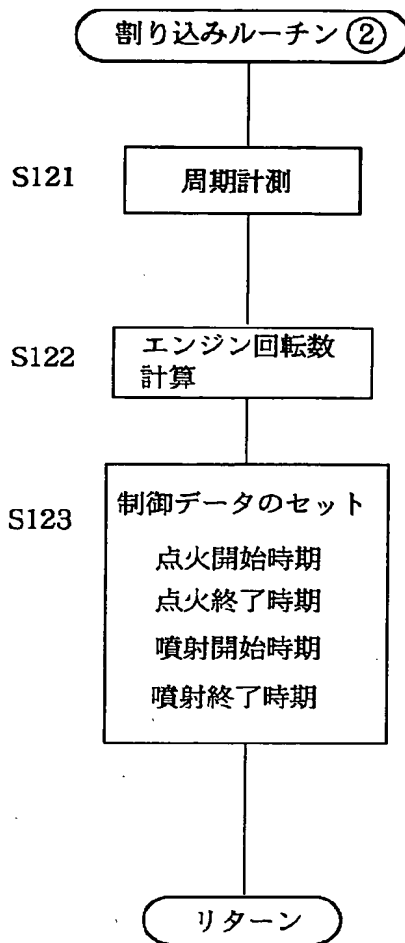 割り込みルーチン②
S121
周期計測
S122
エンジン回転数
計算
S123
制御データのセット
点火開始時期
点火終了時期
噴射開始時期
噴射終了時期
リターン